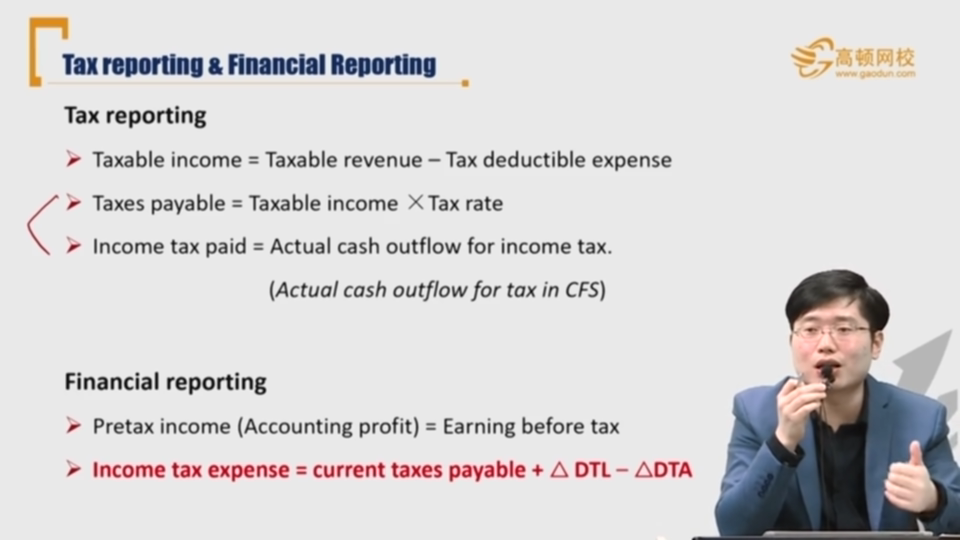 Tax reporting & Financial Reporting
高顿网校
www.gaodun.com
Tax reporting
➢ Taxable income = Taxable revenue – Tax deductible expense
➢ Taxes payable = Taxable income ×Tax rate
➢ Income tax paid = Actual cash outflow for income tax.
(Actual cash outflow for tax in CFS)
Financial reporting
➢ Pretax income (Accounting profit) = Earning before tax
➢ Income tax expense = current taxes payable + △ DTL – △DTA